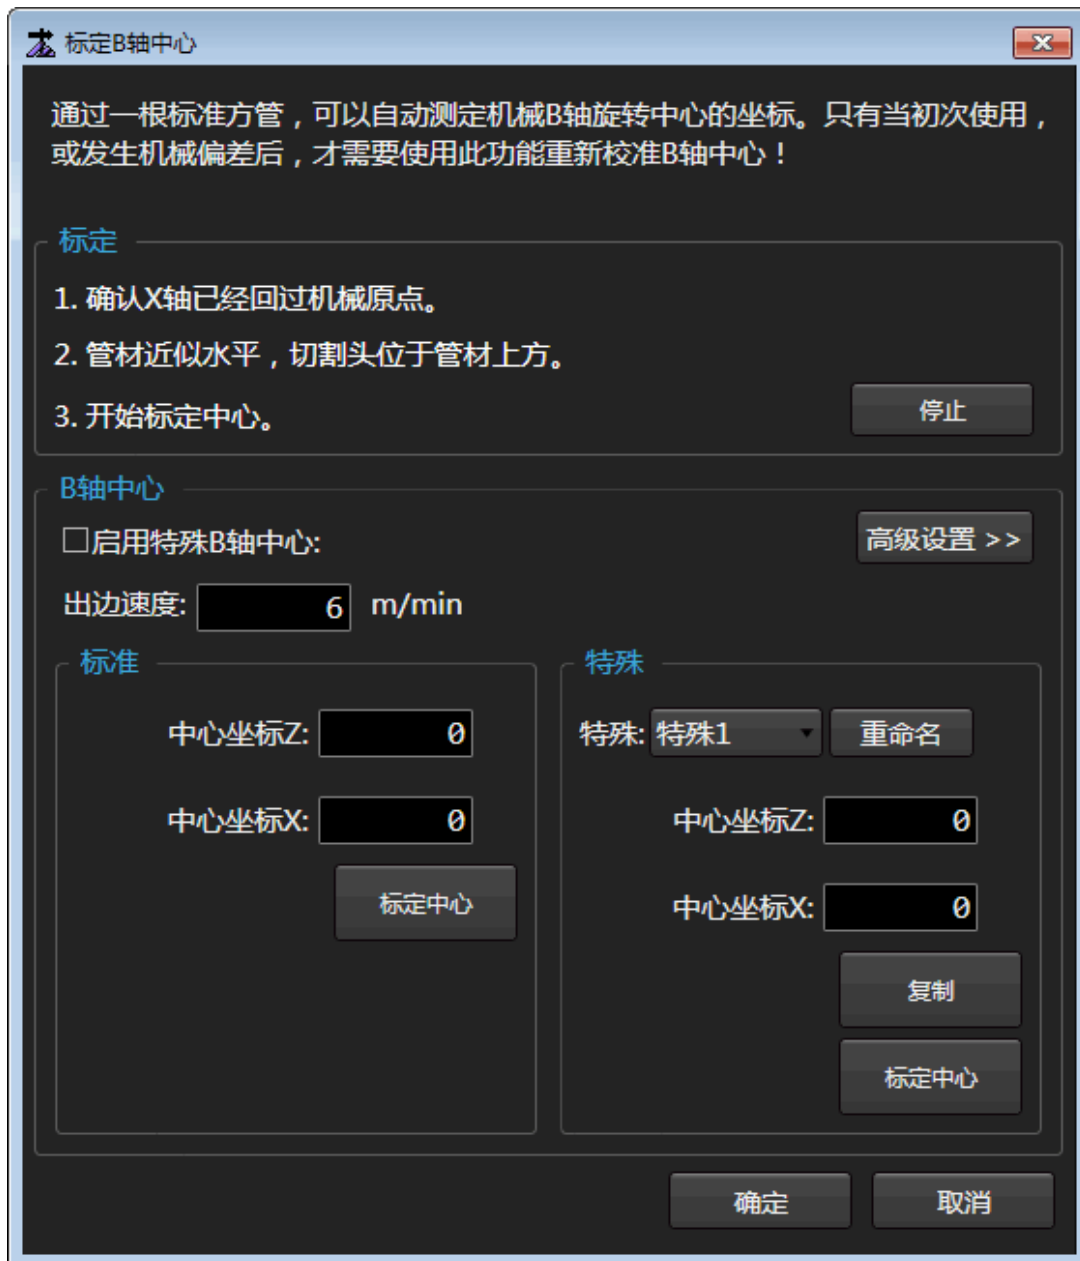 标定B轴中心
通过一根标准方管，可以自动测定机械B轴旋转中心的坐标。只有当初次使用，
或发生机械偏差后，才需要使用此功能重新校准B轴中心！
标定
1. 确认X轴已经回过机械原点。
2. 管材近似水平，切割头位于管材上方。
3. 开始标定中心。
停止
B轴中心
启用特殊B轴中心:
高级设置 >>
出边速度: 6 m/min
标准
中心坐标Z: 0
中心坐标X: 0
标定中心
特殊
特殊: 特殊1 重命名
中心坐标Z: 0
中心坐标X: 0
复制
标定中心
确定
取消